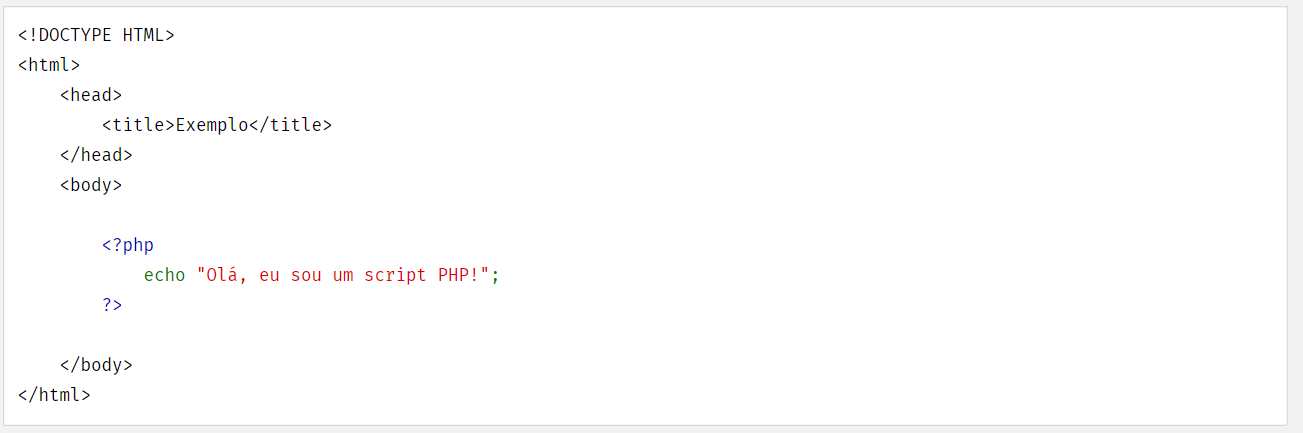 <!DOCTYPE HTML>
<html>
    <head>
        <title>Exemplo</title>
    </head>
    <body>

        <?php
            echo "Olá, eu sou um script PHP!";
        ?>

    </body>
</html>